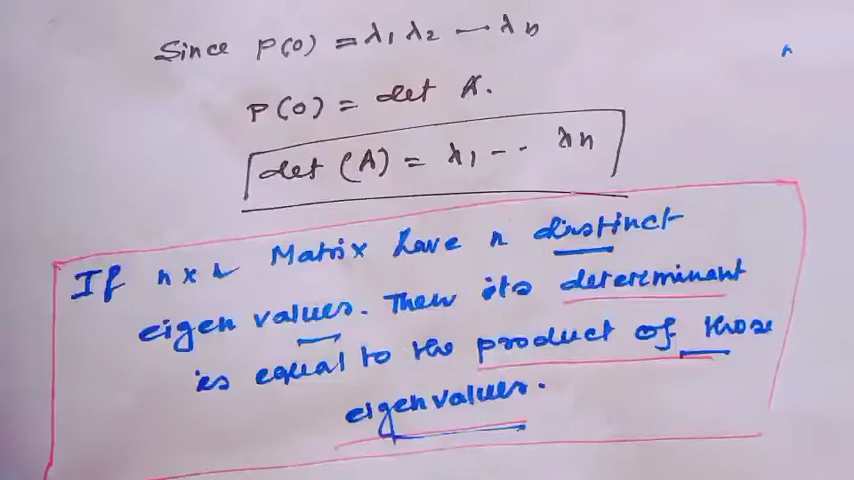 Since P(0) = λ₁ λ₂ — λn
P(0) = det A.
det (A) = λ₁ -- λn
If n x n Matrix have n distinct
eigen values. Then its determinant
is equal to the product of those
eigenvalues.